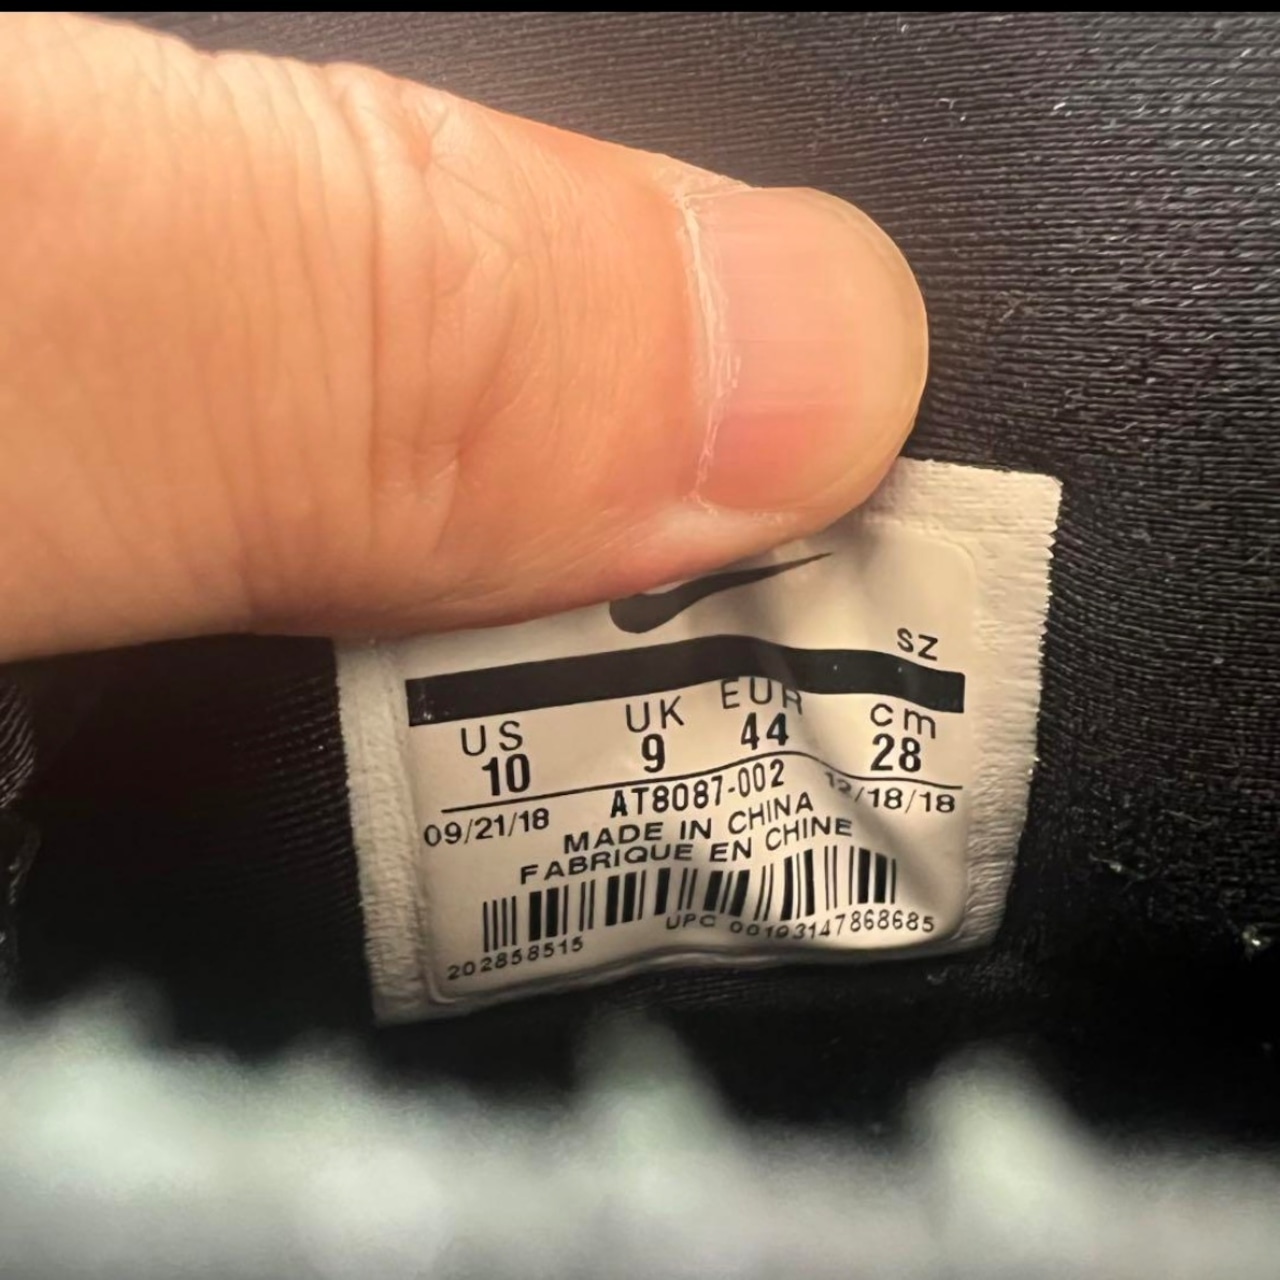 SZ
US UK EUR cm
10 9 44 28
09/21/18 AT8087-002 12/18/18
MADE IN CHINA
FABRIQUE EN CHINE
202858515 UPC 00193147868685